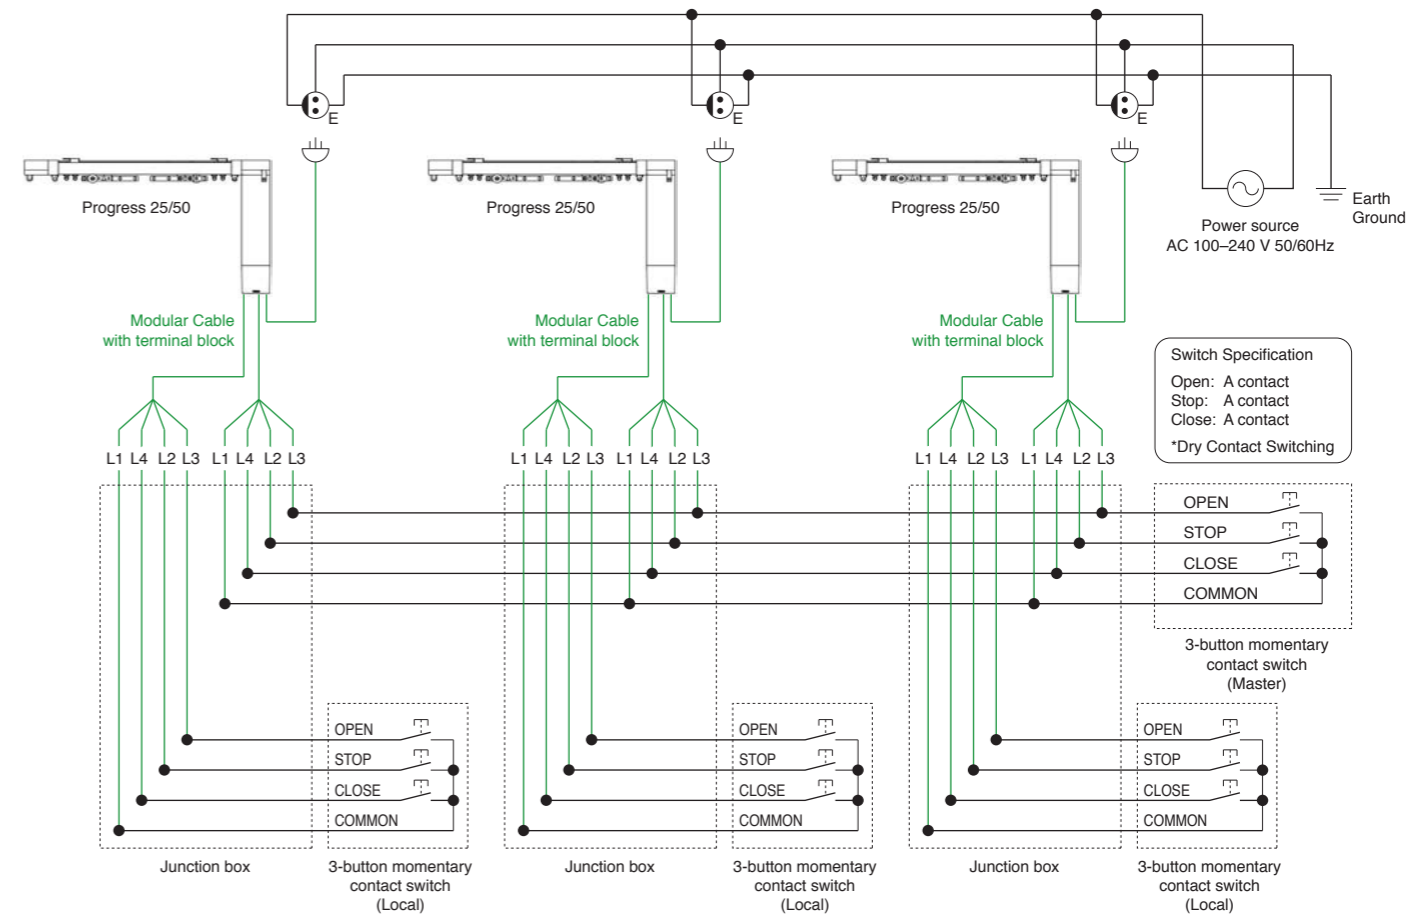 E
E
E
Progress 25/50
Progress 25/50
Progress 25/50
Earth
Ground
Power source
AC 100–240 V 50/60Hz
Modular Cable
with terminal block
Modular Cable
with terminal block
Modular Cable
with terminal block
Switch Specification
Open: A contact
Stop: A contact
Close: A contact
*Dry Contact Switching
L1 L4 L2 L3 L1 L4 L2 L3
L1 L4 L2 L3 L1 L4 L2 L3
L1 L4 L2 L3 L1 L4 L2 L3
OPEN
STOP
CLOSE
COMMON
3-button momentary
contact switch
(Master)
OPEN
STOP
CLOSE
COMMON
OPEN
STOP
CLOSE
COMMON
OPEN
STOP
CLOSE
COMMON
Junction box
3-button momentary
contact switch
(Local)
Junction box
3-button momentary
contact switch
(Local)
Junction box
3-button momentary
contact switch
(Local)